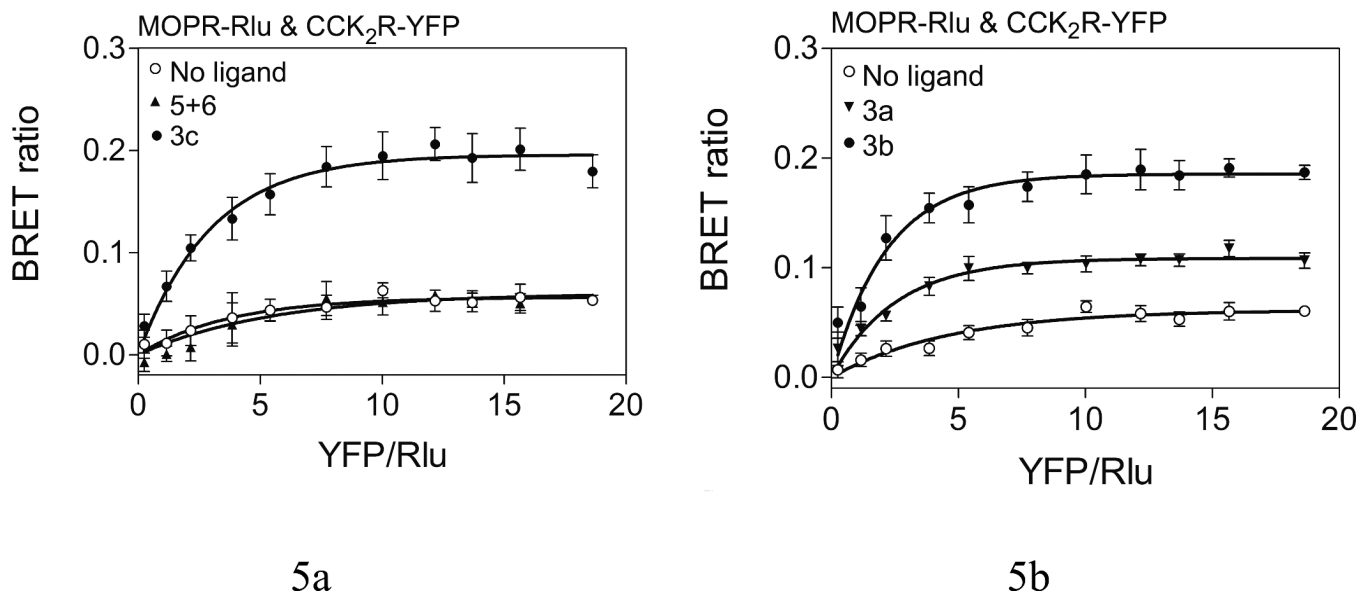 MOPR-Rlu & CCK₂R-YFP
0.3
No ligand
5+6
3c
0.2
0.1
0.0
BRET ratio
0 5 10 15 20
YFP/Rlu
5a
MOPR-Rlu & CCK₂R-YFP
0.3
No ligand
3a
3b
0.2
0.1
0.0
BRET ratio
0 5 10 15 20
YFP/Rlu
5b